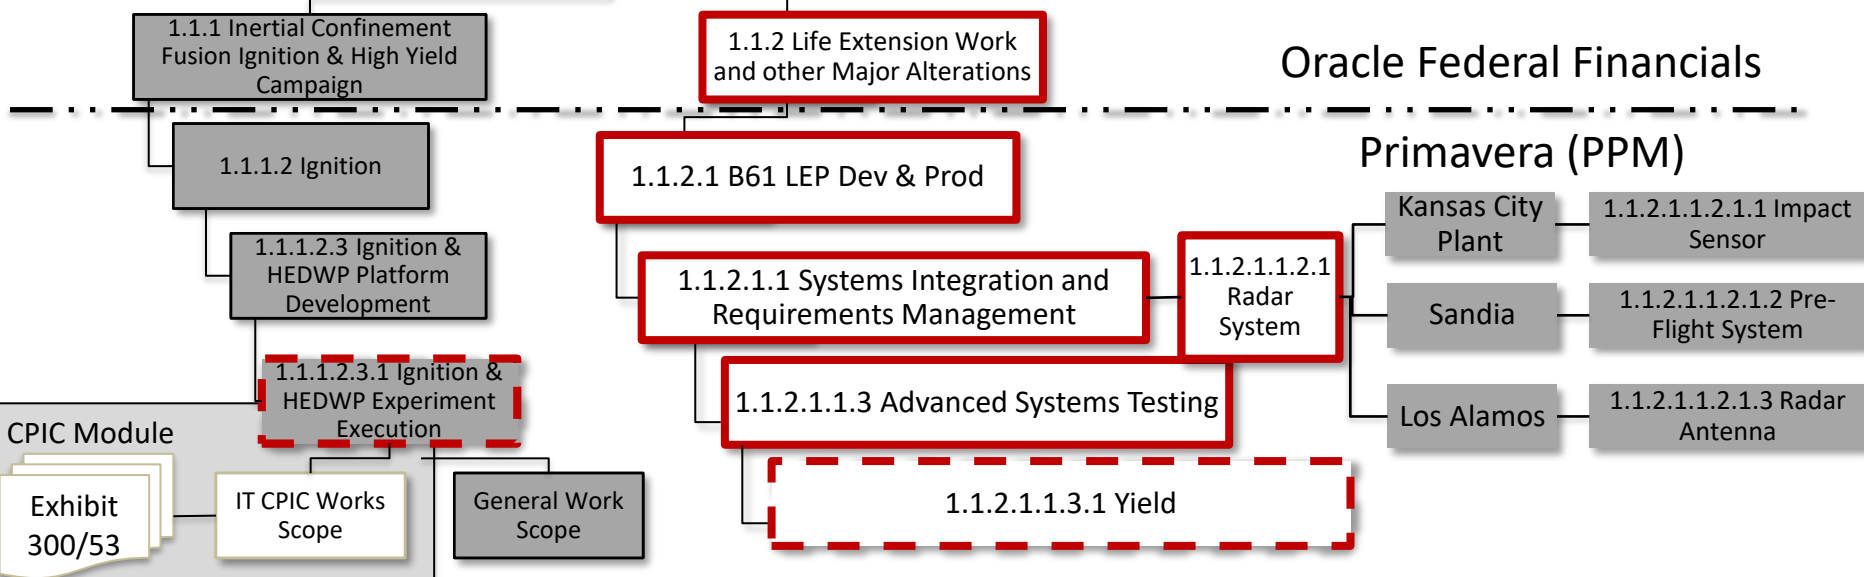 1.1.1 Inertial Confinement
Fusion Ignition & High Yield
Campaign
1.1.2 Life Extension Work
and other Major Alterations
Oracle Federal Financials
Primavera (PPM)
1.1.1.2 Ignition
1.1.2.1 B61 LEP Dev & Prod
1.1.1.2.3 Ignition &
HEDWP Platform
Development
1.1.2.1.1 Systems Integration and
Requirements Management
1.1.2.1.1.2.1
Radar
System
Kansas City
Plant
1.1.2.1.1.2.1.1 Impact
Sensor
Sandia
1.1.2.1.1.2.1.2 Pre-
Flight System
Los Alamos
1.1.2.1.1.2.1.3 Radar
Antenna
1.1.1.2.3.1 Ignition &
HEDWP Experiment
Execution
1.1.2.1.1.3 Advanced Systems Testing
1.1.2.1.1.3.1 Yield
CPIC Module
Exhibit
300/53
IT CPIC Works
Scope
General Work
Scope